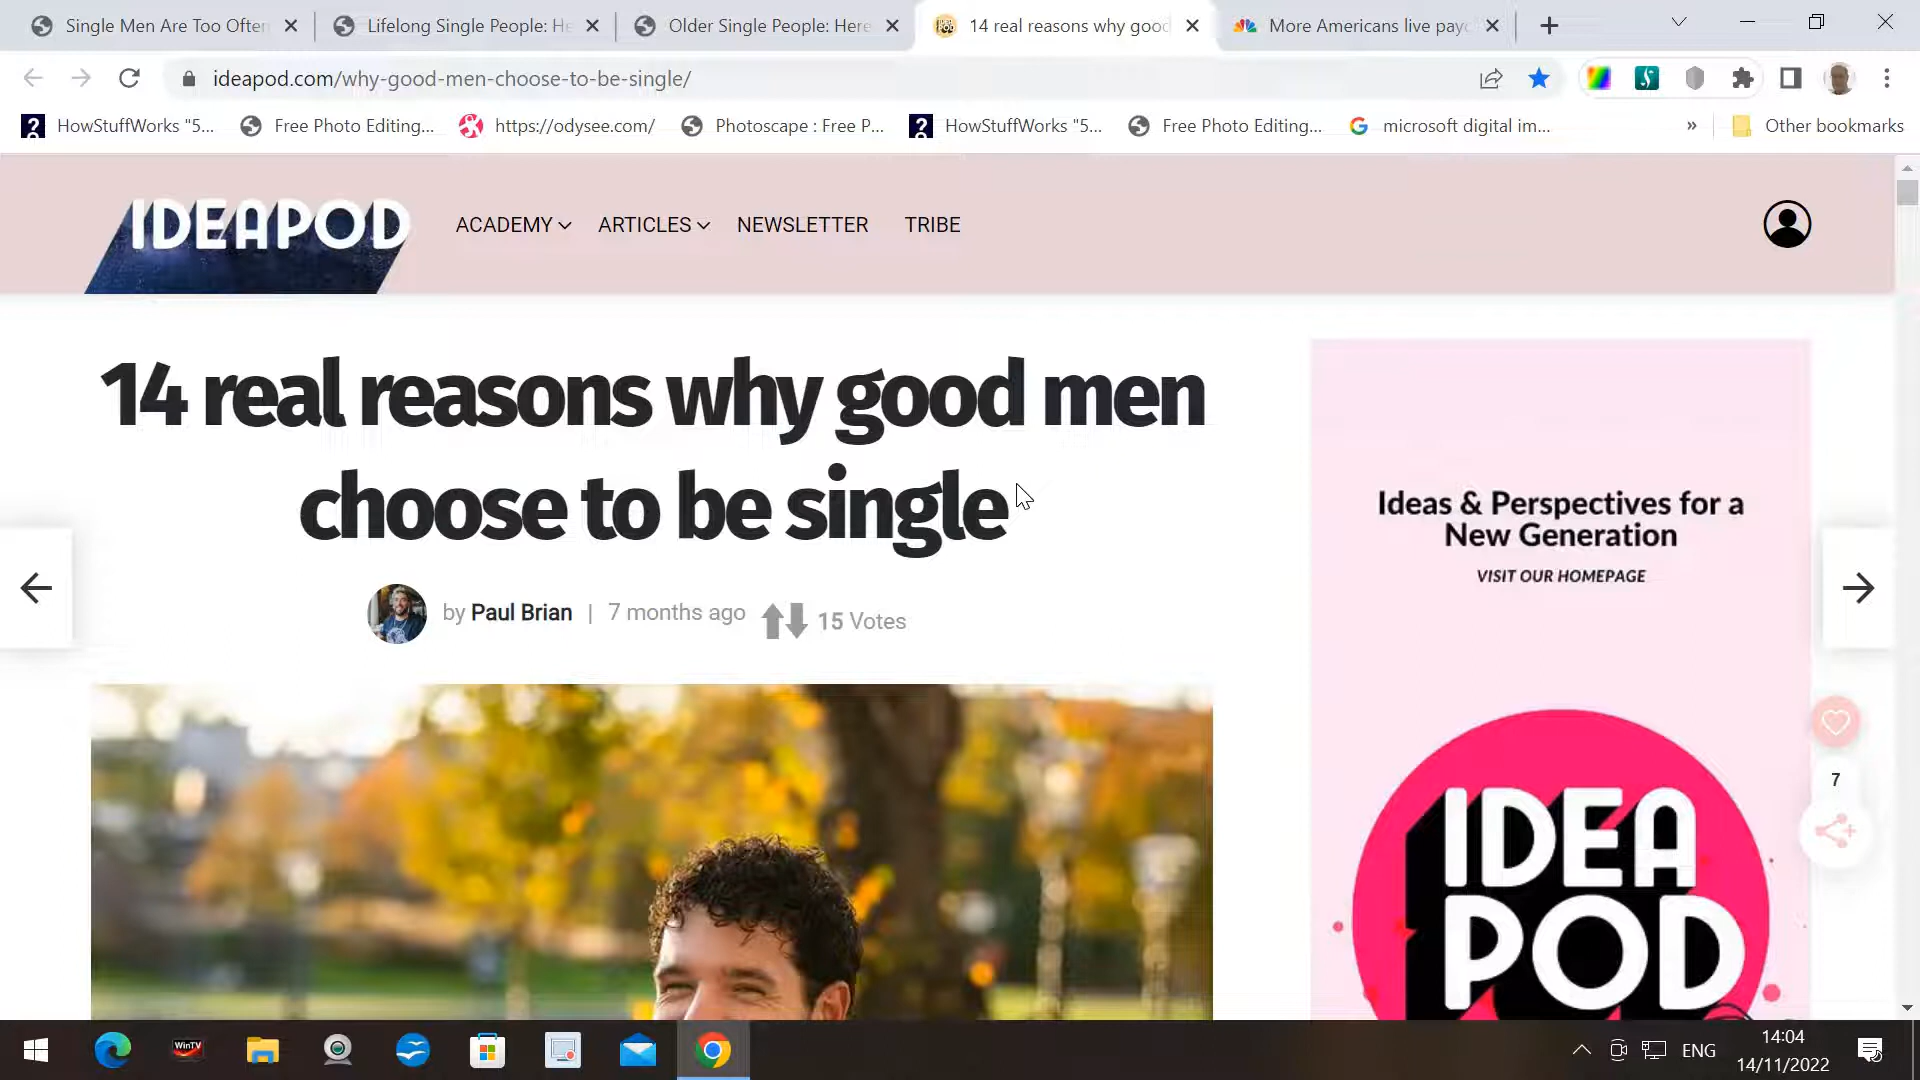 Single Men Are Too Often
Lifelong Single People: He
Older Single People: Here
14 real reasons why good
More Americans live payc
ideapod.com/why-good-men-choose-to-be-single/
HowStuffWorks "5...
Free Photo Editing...
https://odysee.com/
Photoscape : Free P...
HowStuffWorks "5...
Free Photo Editing...
microsoft digital im...
»
Other bookmarks
IDEAPOD
ACADEMY
ARTICLES
NEWSLETTER
TRIBE
14 real reasons why good men
choose to be single
by Paul Brian | 7 months ago
15 Votes
Ideas & Perspectives for a
New Generation
VISIT OUR HOMEPAGE
7
IDEA
POD
WinTV
ENG
14:04
14/11/2022